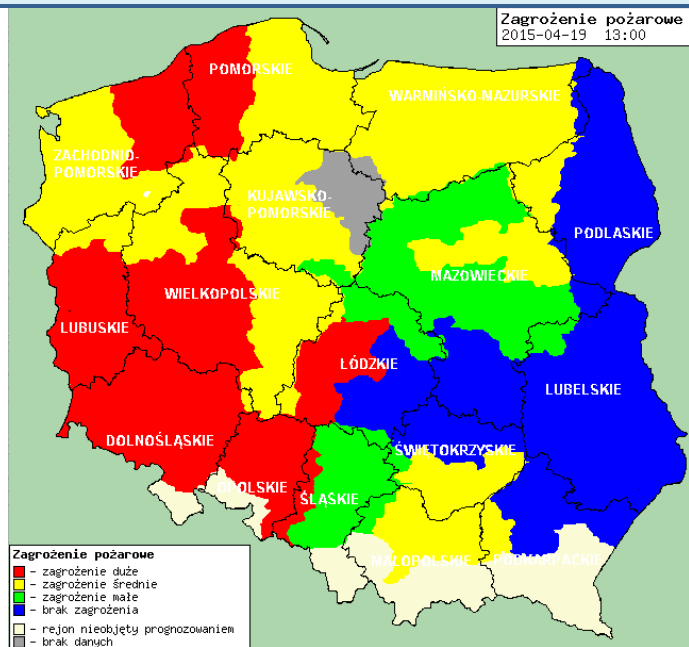 Zagrożenie pożarowe
2015-04-19 13:00
POMORSKIE
WARMINSKO-MAZURSKIE
ZACHODNIO-
POMORSKIE
KUJAWSKO-
POMORSKIE
PODLASKIE
MAZOWIECKIE
WIELKOPOLSKIE
LUBUSKIE
ŁÓDZKIE
LUBELSKIE
DOLNOŚLĄSKIE
ŚWIĘTOKRZYSKIE
OPOLSKIE
ŚLĄSKIE
MAŁOPOLSKIE
PODKARPACKIE
Zagrożenie pożarowe
- zagrożenie duże
- zagrożenie średnie
- zagrożenie małe
- brak zagrożenia
- rejon nieobjęty prognozowaniem
- brak danych